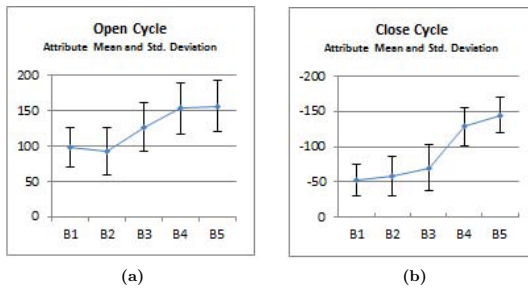 Open Cycle
Attribute Mean and Std. Deviation
200
150
100
50
0
B1 B2 B3 B4 B5
(a)
Close Cycle
Attribute Mean and Std. Deviation
-200
-150
-100
-50
-0
B1 B2 B3 B4 B5
(b)